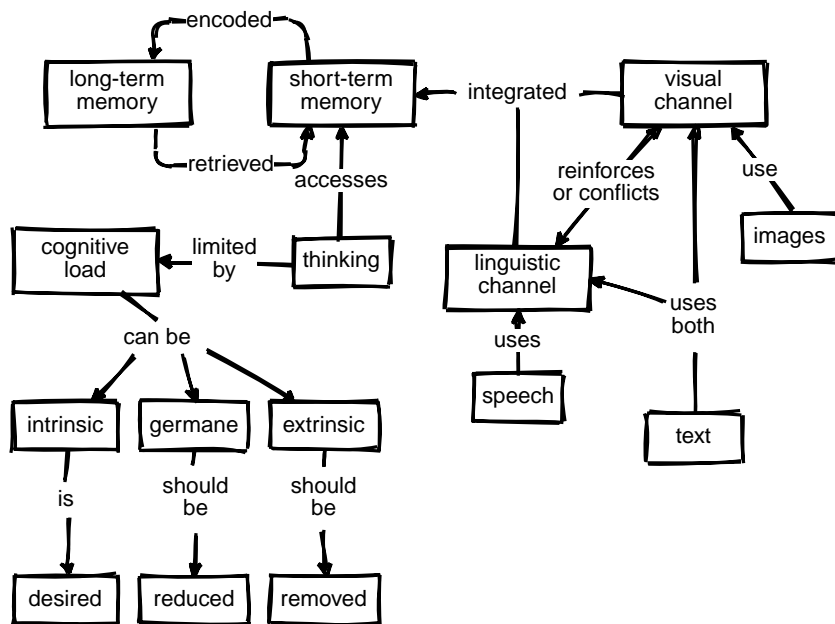 encoded
long-term
memory
short-term
memory
retrieved
integrated
visual
channel
accesses
reinforces
or conflicts
use
images
cognitive
load
limited
by
thinking
linguistic
channel
uses
both
uses
speech
text
can be
intrinsic
germane
extrinsic
is
should
be
should
be
desired
reduced
removed